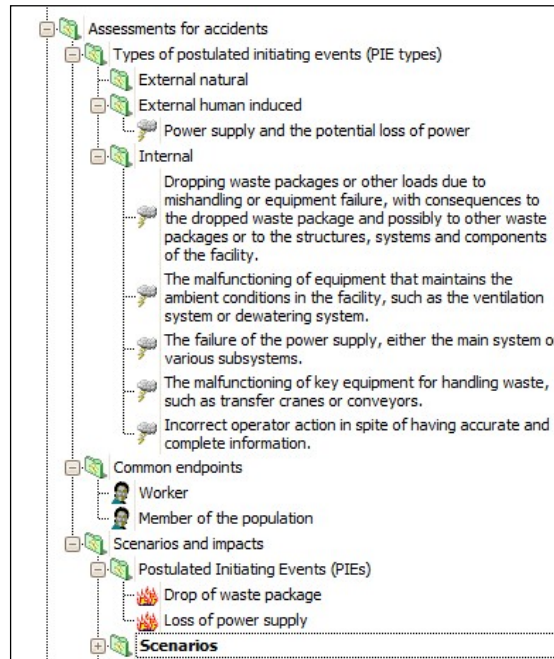 Assessments for accidents
Types of postulated initiating events (PIE types)
External natural
External human induced
Power supply and the potential loss of power
Internal
Dropping waste packages or other loads due to
mishandling or equipment failure, with consequences
to the dropped waste package and possibly to other waste
packages or to the structures, systems and components
of the facility.
The malfunctioning of equipment that maintains the
ambient conditions in the facility, such as the ventilation
system or dewatering system.
The failure of the power supply, either the main system o
various subsystems.
The malfunctioning of key equipment for handling waste,
such as transfer cranes or conveyors.
Incorrect operator action in spite of having accurate and
complete information.
Common endpoints
Worker
Member of the population
Scenarios and impacts
Postulated Initiating Events (PIEs)
Drop of waste package
Loss of power supply
Scenarios